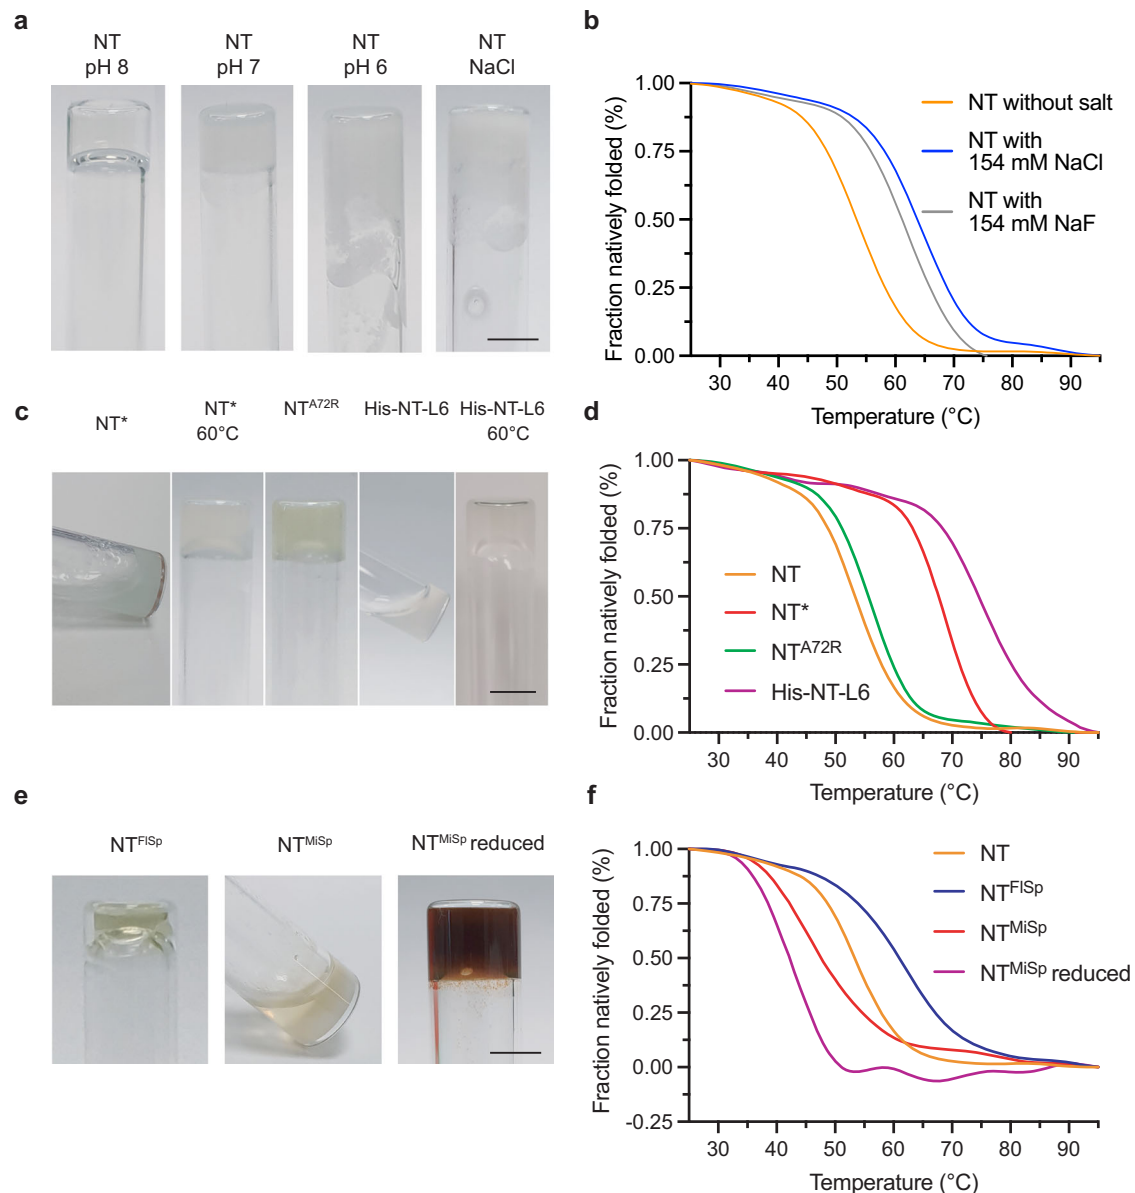 a
NT
pH 8
NT
pH 7
NT
pH 6
NT
NaCl
b
Fraction natively folded (%)
1.00
0.75
0.50
0.25
0.00
30 40 50 60 70 80 90
Temperature (°C)
NT without salt
NT with
154 mM NaCl
NT with
154 mM NaF
c
NT*
NT*
60°C
NT^A72R
His-NT-L6
His-NT-L6
60°C
d
Fraction natively folded (%)
1.00
0.75
0.50
0.25
0.00
30 40 50 60 70 80 90
Temperature (°C)
NT
NT*
NT^A72R
His-NT-L6
e
NT^FlSp
NT^MiSp
NT^MiSp reduced
f
Fraction natively folded (%)
1.00
0.75
0.50
0.25
0.00
-0.25
30 40 50 60 70 80 90
Temperature (°C)
NT
NT^FlSp
NT^MiSp
NT^MiSp reduced